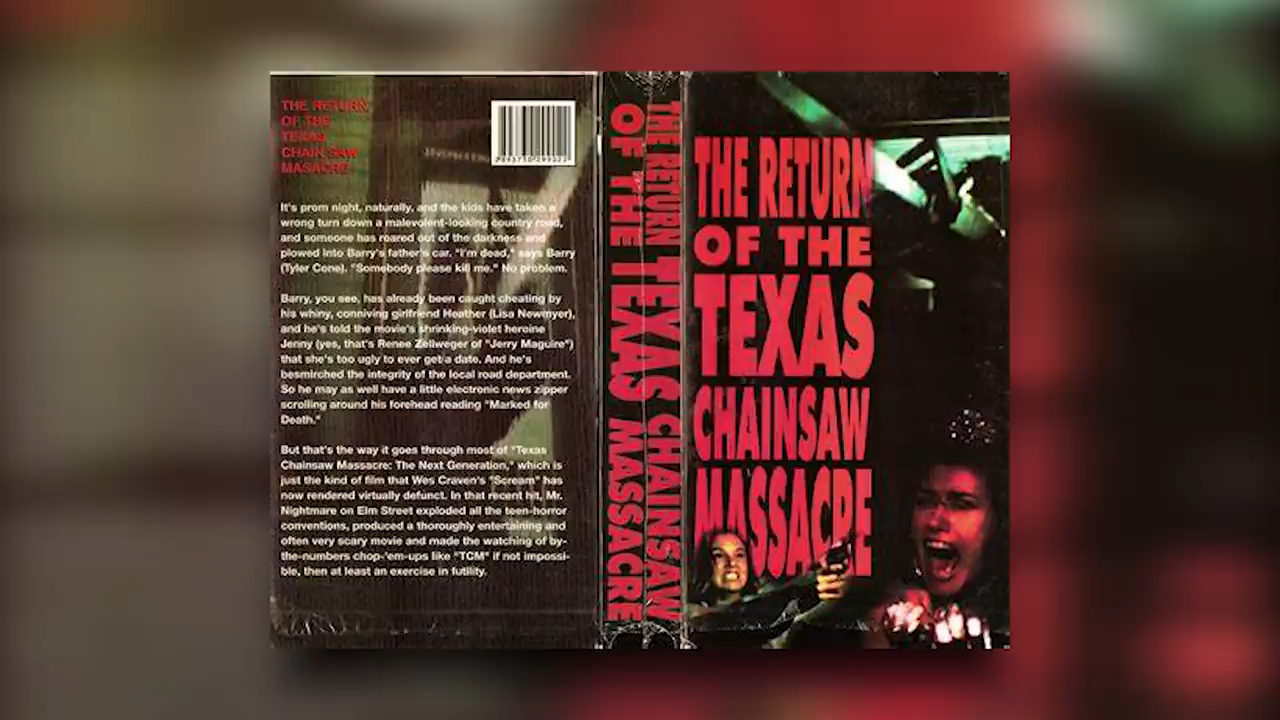 THE RETURN
OF THE
TEXAS
CHAIN SAW
MASACRE
It's prom night, naturally, and the kids have taken a
wrong turn down a malevolent-looking country road,
and someone has roared out of the darkness and
plowed into Barry's father's car. "I'm dead," says Barry
(Tyler Cone). "Somebody please kill me." No problem.
Barry, you see, has already been caught cheating by
his whiny, conniving girlfriend Heather (Lisa Newmyer),
and he's told the movie's shrinking-violet heroine
Jenny (yes, that's Renee Zellweger of "Jerry Maguire")
that she's too ugly to ever get a date. And he's
besmirched the integrity of the local road department.
So he may as well have a little electronic news zipper
scrolling around his forehead reading "Marked for
Death."
But that's the way it goes through most of "Texas
Chainsaw Massacre: The Next Generation," which is
just the kind of film that Wes Craven's "Scream" has
now rendered virtually defunct. In that recent hit, Mr.
Nightmare on Elm Street exploded all the teen-horror
conventions, produced a thoroughly entertaining and
often very scary movie and made the watching of by-
the-numbers chop-'em-ups like "TCM" if not impossi-
ble, then at least an exercise in futility.
THE RETURN TEXAS CHAINSAW
OF THE TEXAS MASSACRE
THE RETURN
OF THE
TEXAS
CHAINSAW
MASSACRE